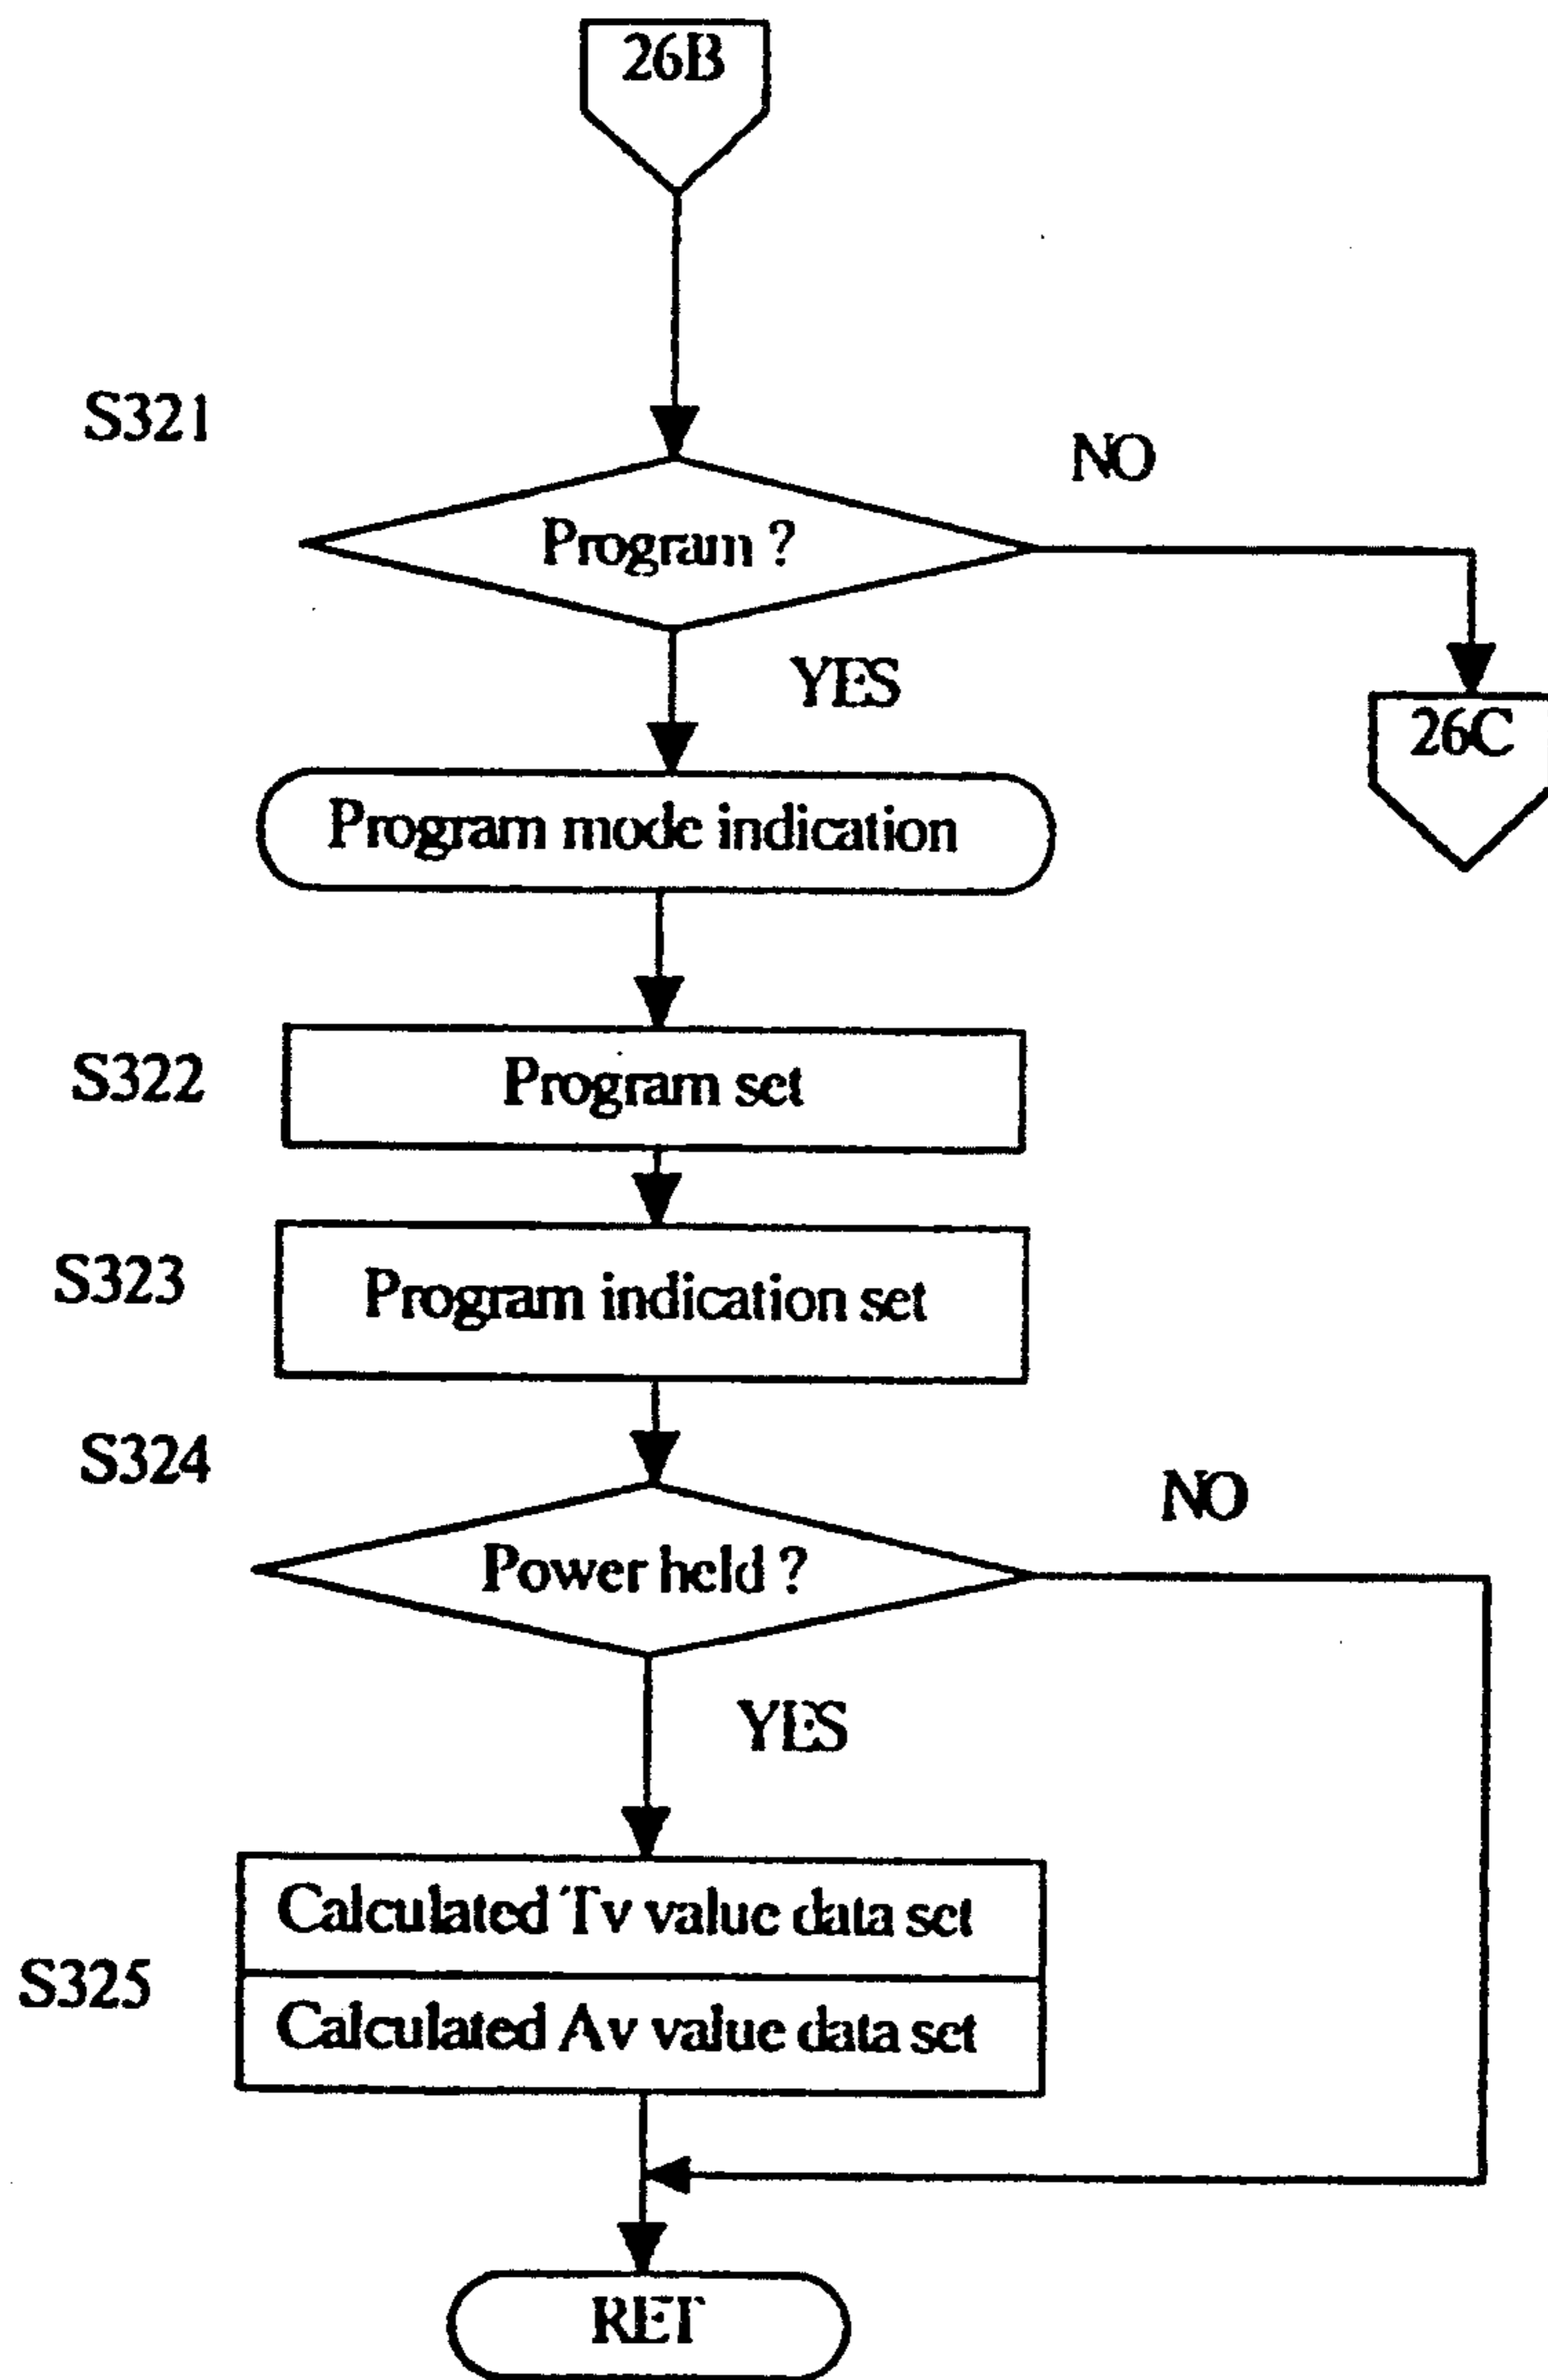 26B
S321
NO
Program ?
YES
26C
Program mode indication
S322
Program set
S323
Program indication set
S324
NO
Power held ?
YES
Calculated Tv value data set
S325
Calculated Av value data set
RET